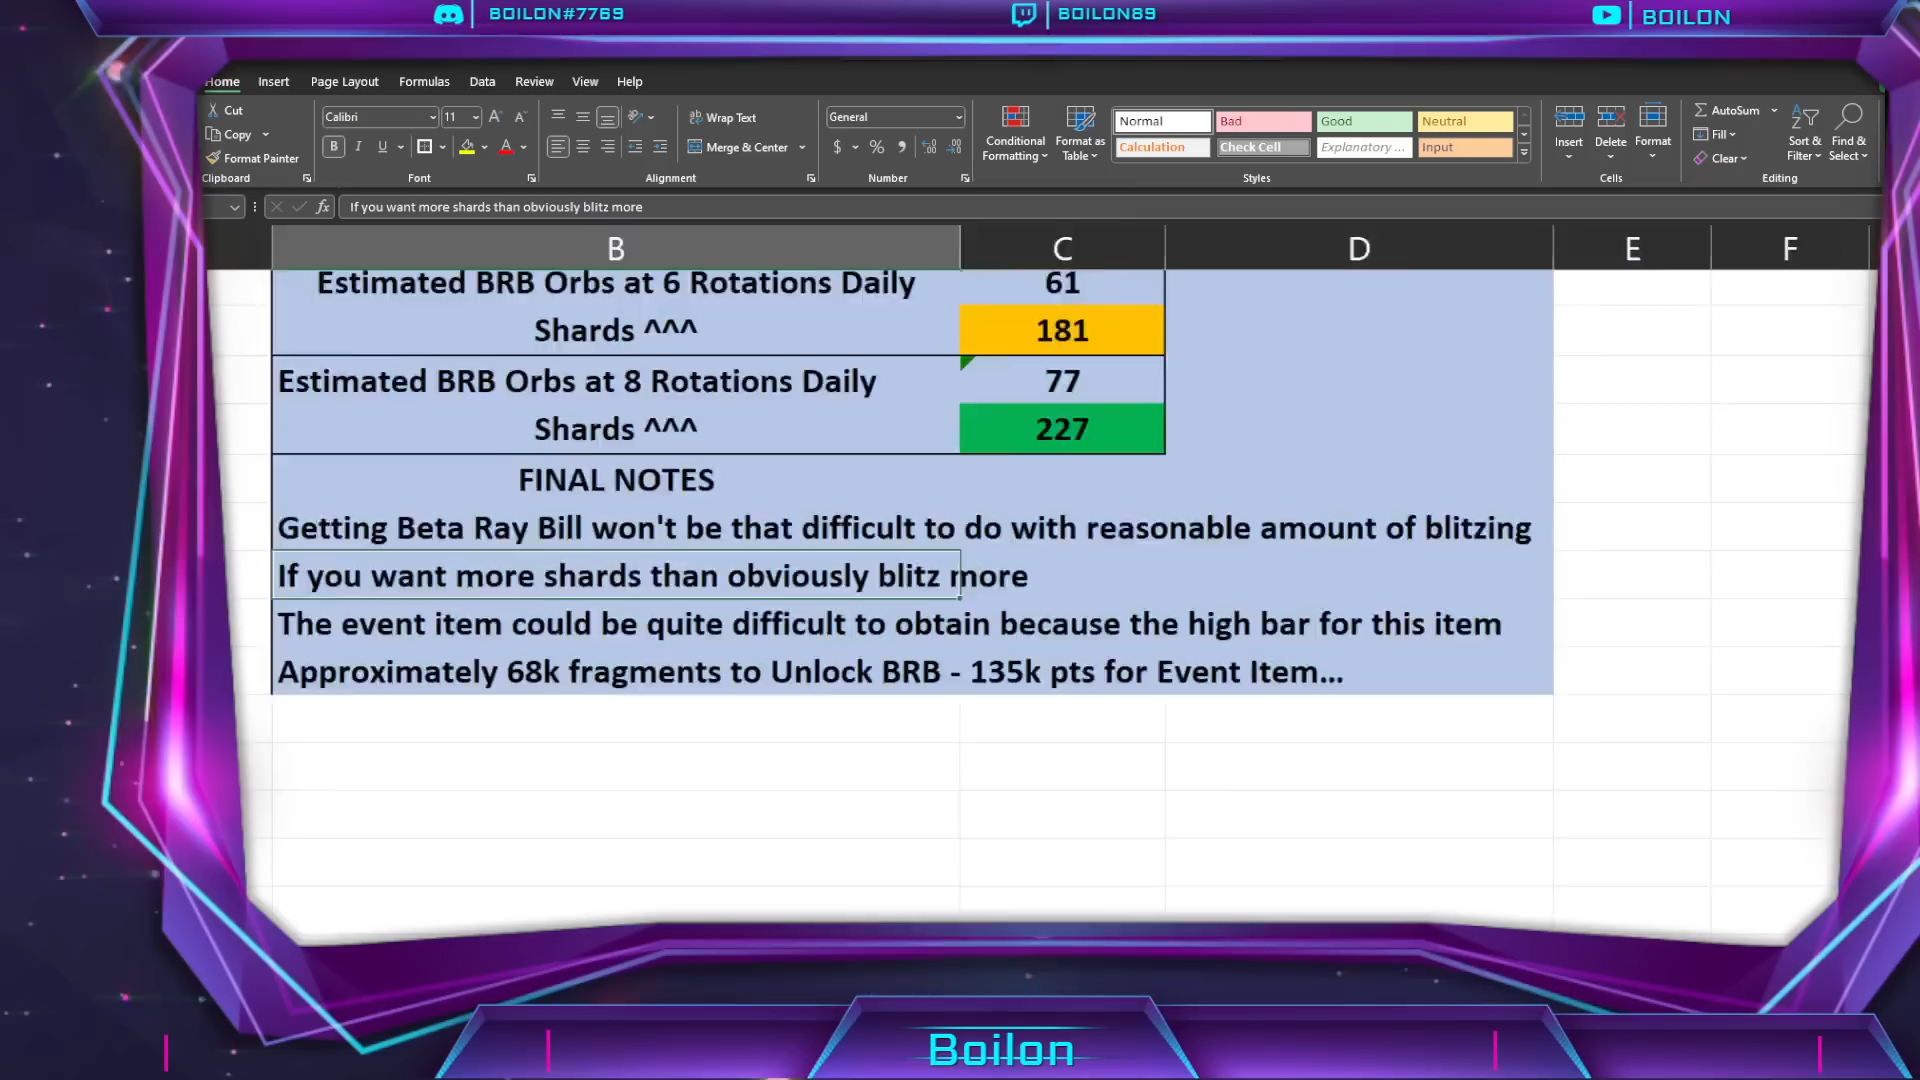 BOILON#7769
BOILON89
BOILON
Home Insert Page Layout Formulas Data Review View Help
Cut
Copy
Format Painter
Clipboard
Calibri 11
B I U
Font
Wrap Text
Merge & Center
Alignment
General
$ %
Number
Conditional Formatting
Format as Table
Normal Bad Good Neutral
Calculation Check Cell Explanatory ... Input
Styles
Insert Delete Format
Cells
AutoSum
Fill
Clear
Sort & Filter
Find & Select
Editing
fx If you want more shards than obviously blitz more
B C D E F
Estimated BRB Orbs at 6 Rotations Daily 61
Shards ^^^ 181
Estimated BRB Orbs at 8 Rotations Daily 77
Shards ^^^ 227
FINAL NOTES
Getting Beta Ray Bill won't be that difficult to do with reasonable amount of blitzing
If you want more shards than obviously blitz more
The event item could be quite difficult to obtain because the high bar for this item
Approximately 68k fragments to Unlock BRB - 135k pts for Event Item...
Boilon